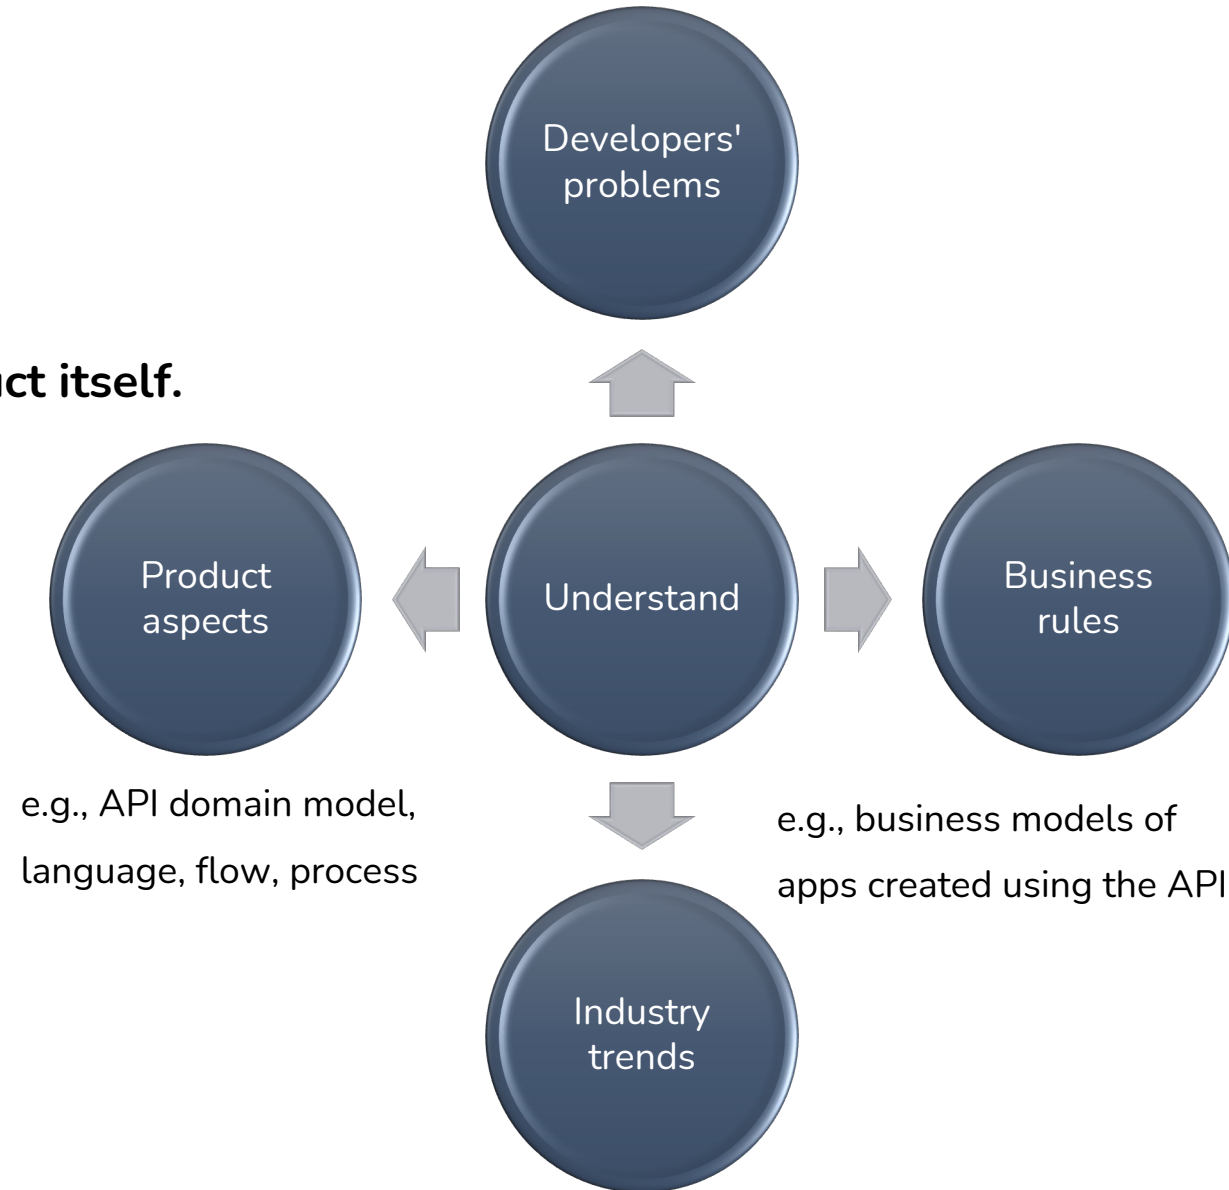 Developers'
problems
itself.
Product
aspects
Understand
Business
rules
e.g., API domain model,
language, flow, process
e.g., business models of
apps created using the API
Industry
trends